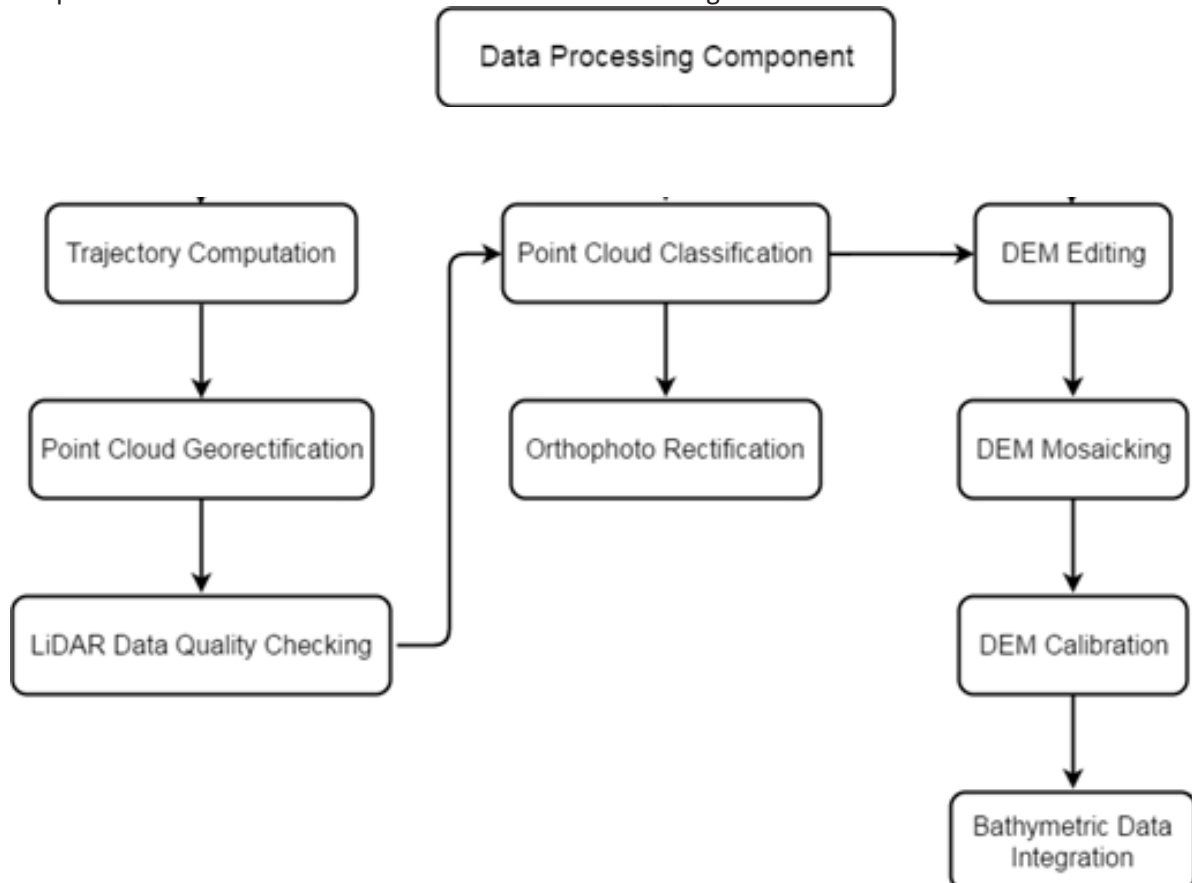 Data Processing Component
Trajectory Computation
Point Cloud Georectification
LiDAR Data Quality Checking
Point Cloud Classification
Orthophoto Rectification
DEM Editing
DEM Mosaicking
DEM Calibration
Bathymetric Data
Integration